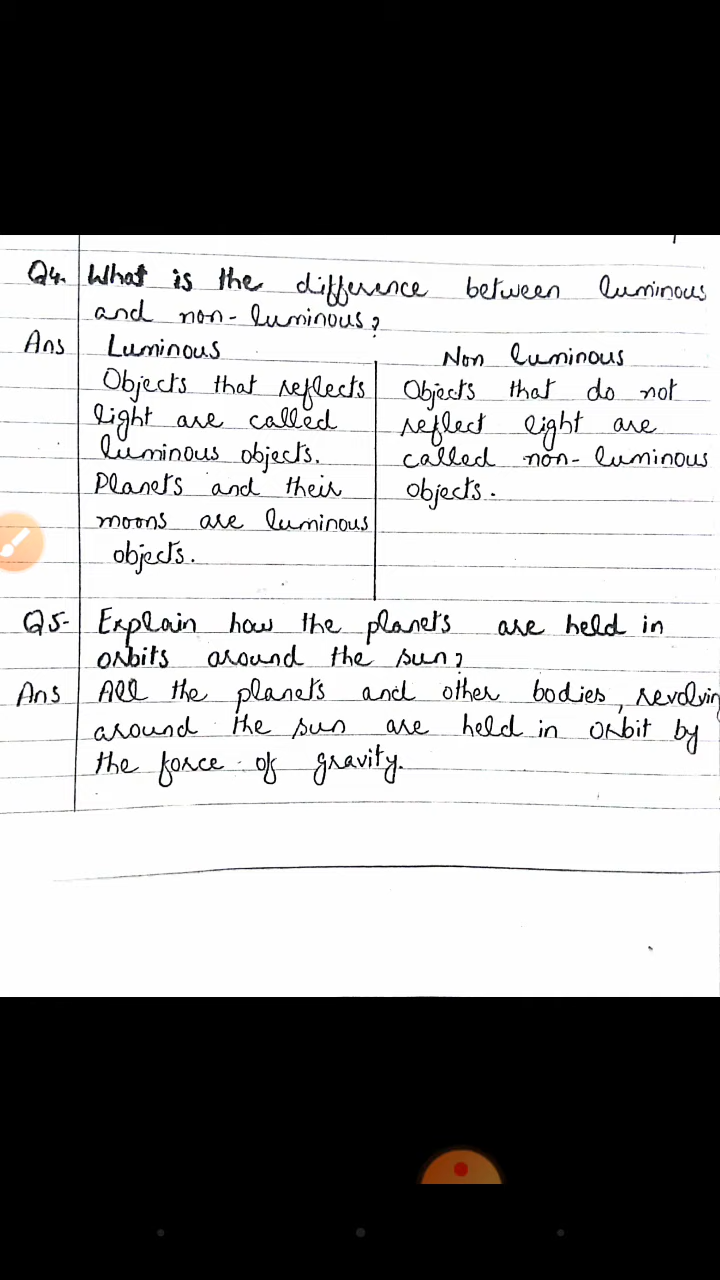 Q4. What is the difference between luminous
and non-luminous?
Ans Luminous
Objects that reflects
light are called
luminous objects.
Planets and their
moons are luminous
objects.
Non luminous
Objects that do not
reflect light are
called non-luminous
objects.
Q5- Explain how the planets are held in
orbits around the sun?
Ans All the planets and other bodies, revolving
around the sun are held in orbit by
the force of gravity.